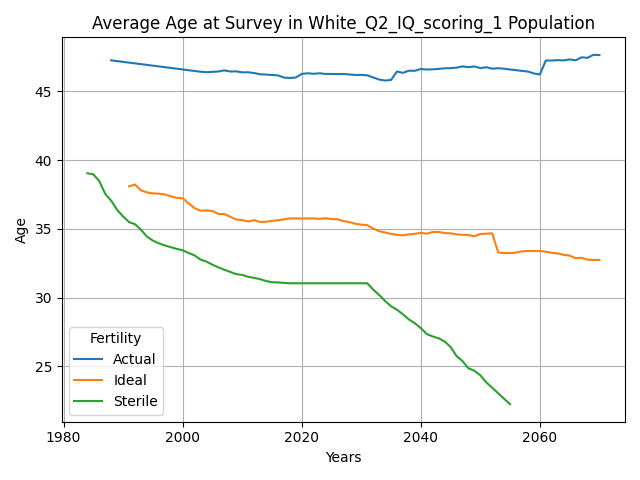 Average Age at Survey in White_Q2_IQ_scoring_1 Population
45
40
35
30
25
Age
Fertility
Actual
Ideal
Sterile
1980
2000
2020
2040
2060
Years